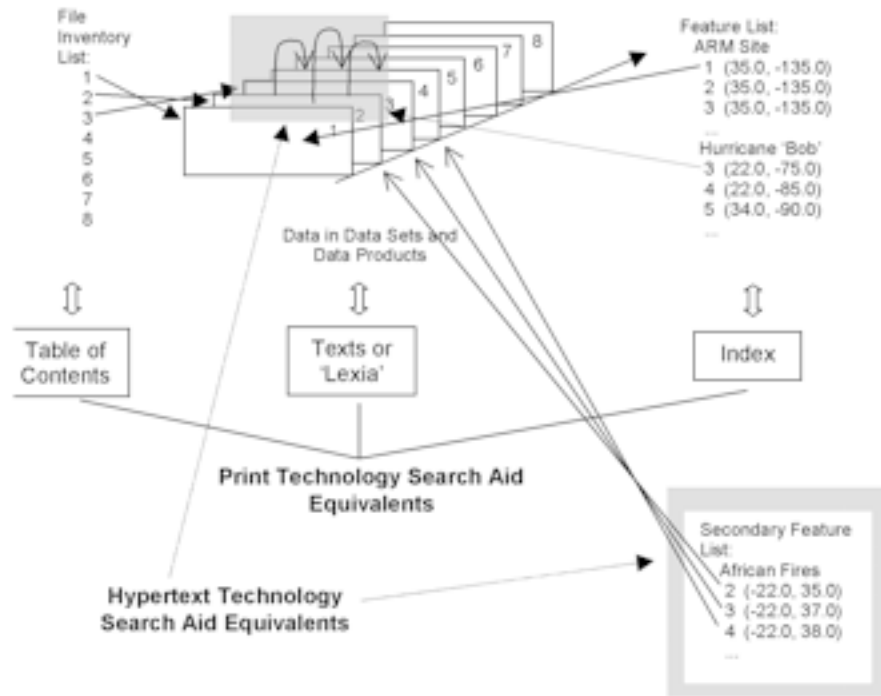 File
Inventory
List:
1
2
3
4
5
6
7
8
1
2
3
4
5
6
7
8
Feature List:
ARM Site
1 (35.0, -135.0)
2 (35.0, -135.0)
3 (35.0, -135.0)
...
Hurricane 'Bob'
3 (22.0, -75.0)
4 (22.0, -85.0)
5 (34.0, -90.0)
...
Data in Data Sets and
Data Products
Table of
Contents
Texts or
'Lexia'
Index
Print Technology Search Aid
Equivalents
Hypertext Technology
Search Aid Equivalents
Secondary Feature
List:
African Fires
2 (-22.0, 35.0)
3 (-22.0, 37.0)
4 (-22.0, 38.0)
...